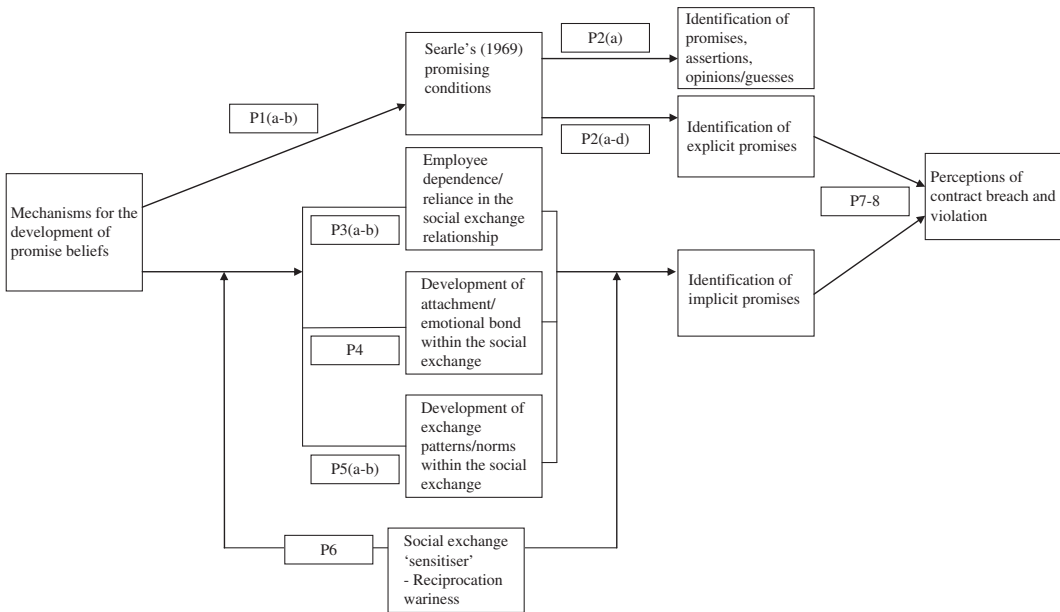 P2(a)
Identification of
promises,
assertions,
opinions/guesses
Searle's (1969)
promising
conditions
P1(a-b)
P2(a-d)
Identification of
explicit promises
Employee
dependence/
reliance in the
social exchange
relationship
Perceptions of
contract breach and
violation
P7-8
Mechanisms for the
development of
promise beliefs
P3(a-b)
Development of
attachment/
emotional bond
within the social
exchange
Identification of
implicit promises
P4
Development of
exchange
patterns/norms
within the social
exchange
P5(a-b)
P6
Social exchange
‘sensitiser’
- Reciprocation
wariness